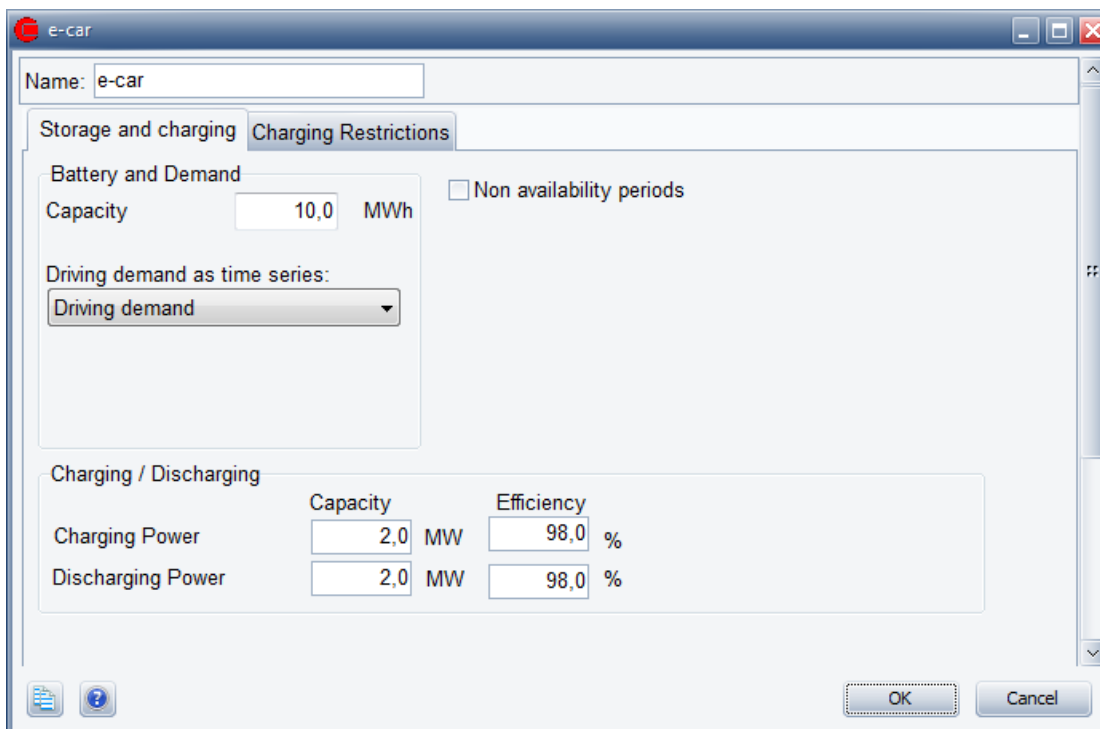 e-car
Name: e-car
Storage and charging Charging Restrictions
Battery and Demand
Non availability periods
Capacity 10,0 MWh
Driving demand as time series:
Driving demand
Charging / Discharging
Capacity Efficiency
Charging Power 2,0 MW 98,0 %
Discharging Power 2,0 MW 98,0 %
OK Cancel